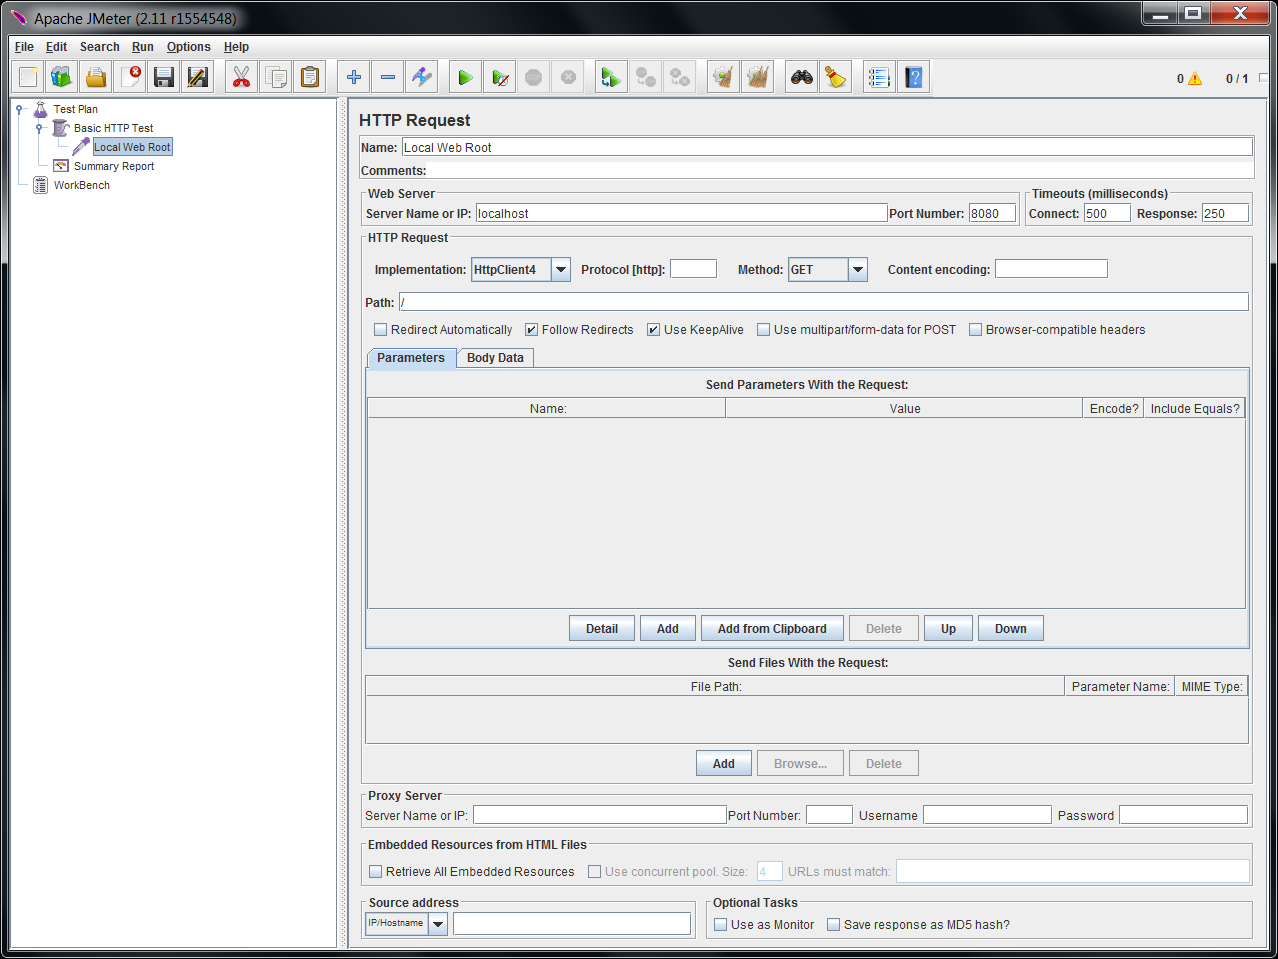 Apache JMeter (2.11 r1554548)
File Edit Search Run Options Help
0 0 / 1
Test Plan
Basic HTTP Test
Local Web Root
Summary Report
WorkBench
HTTP Request
Name: Local Web Root
Comments:
Web Server
Server Name or IP: localhost Port Number: 8080
Timeouts (milliseconds)
Connect: 500 Response: 250
HTTP Request
Implementation: HttpClient4 Protocol [http]: Method: GET Content encoding:
Path: /
Redirect Automatically Follow Redirects Use KeepAlive Use multipart/form-data for POST Browser-compatible headers
Parameters Body Data
Send Parameters With the Request:
Name: Value Encode? Include Equals?
Detail Add Add from Clipboard Delete Up Down
Send Files With the Request:
File Path: Parameter Name: MIME Type:
Add Browse... Delete
Proxy Server
Server Name or IP: Port Number: Username Password
Embedded Resources from HTML Files
Retrieve All Embedded Resources Use concurrent pool. Size: 4 URLs must match:
Source address
IP/Hostname
Optional Tasks
Use as Monitor Save response as MD5 hash?